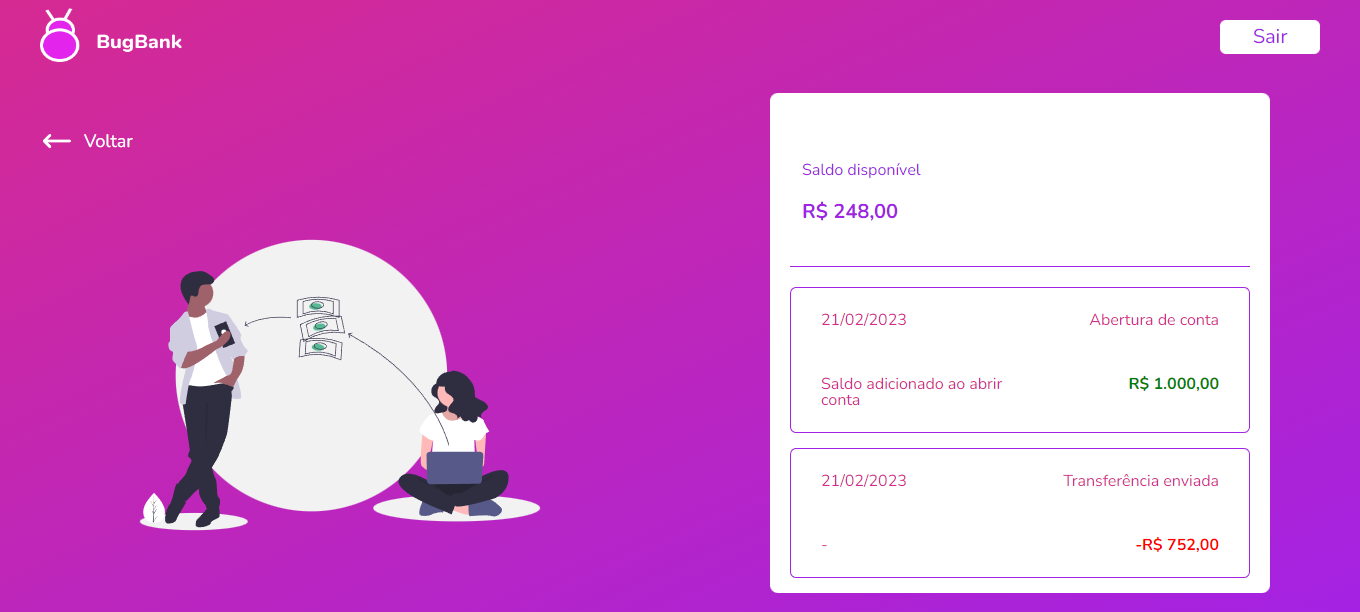 BugBank
Sair
Voltar
Saldo disponível
R$ 248,00
21/02/2023
Abertura de conta
Saldo adicionado ao abrir
conta
R$ 1.000,00
21/02/2023
Transferência enviada
-
-R$ 752,00